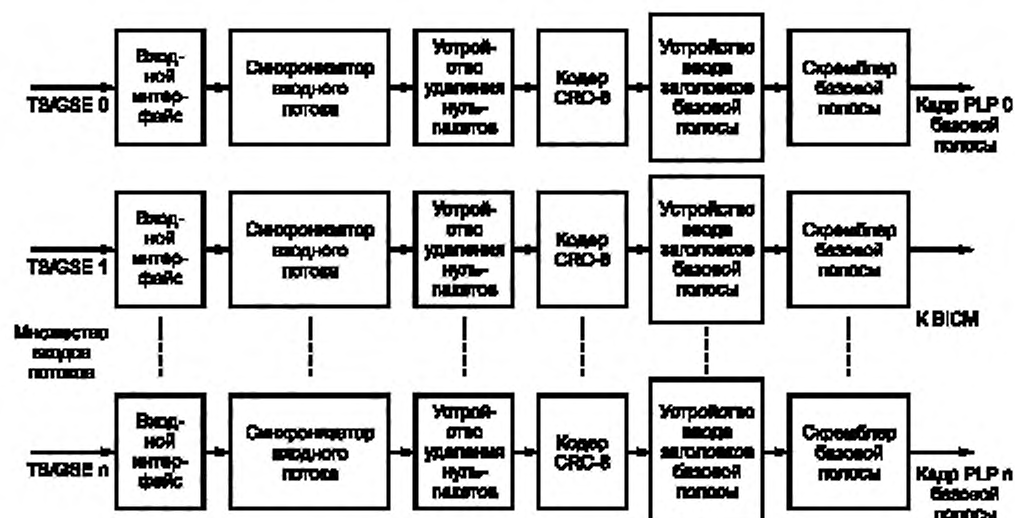 TS/GSE 0
Вход-
ной
интер-
фейс
Синхронизатор
входного
потока
Устрой-
ство
удаления
нуль-
пакетов
Кодер
CRC-8
Устройство
ввода
заголовков
базовой
полосы
Скремблер
базовой
полосы
Кадр PLP 0
базовой
полосы
TS/GSE 1
Вход-
ной
интер-
фейс
Синхронизатор
входного
потока
Устрой-
ство
удаления
нуль-
пакетов
Кодер
CRC-8
Устройство
ввода
заголовков
базовой
полосы
Скремблер
базовой
полосы
К BICM
Множество
входов
потоков
TS/GSE n
Вход-
ной
интер-
фейс
Синхронизатор
входного
потока
Устрой-
ство
удаления
нуль-
пакетов
Кодер
CRC-8
Устройство
ввода
заголовков
базовой
полосы
Скремблер
базовой
полосы
Кадр PLP n
базовой
полосы